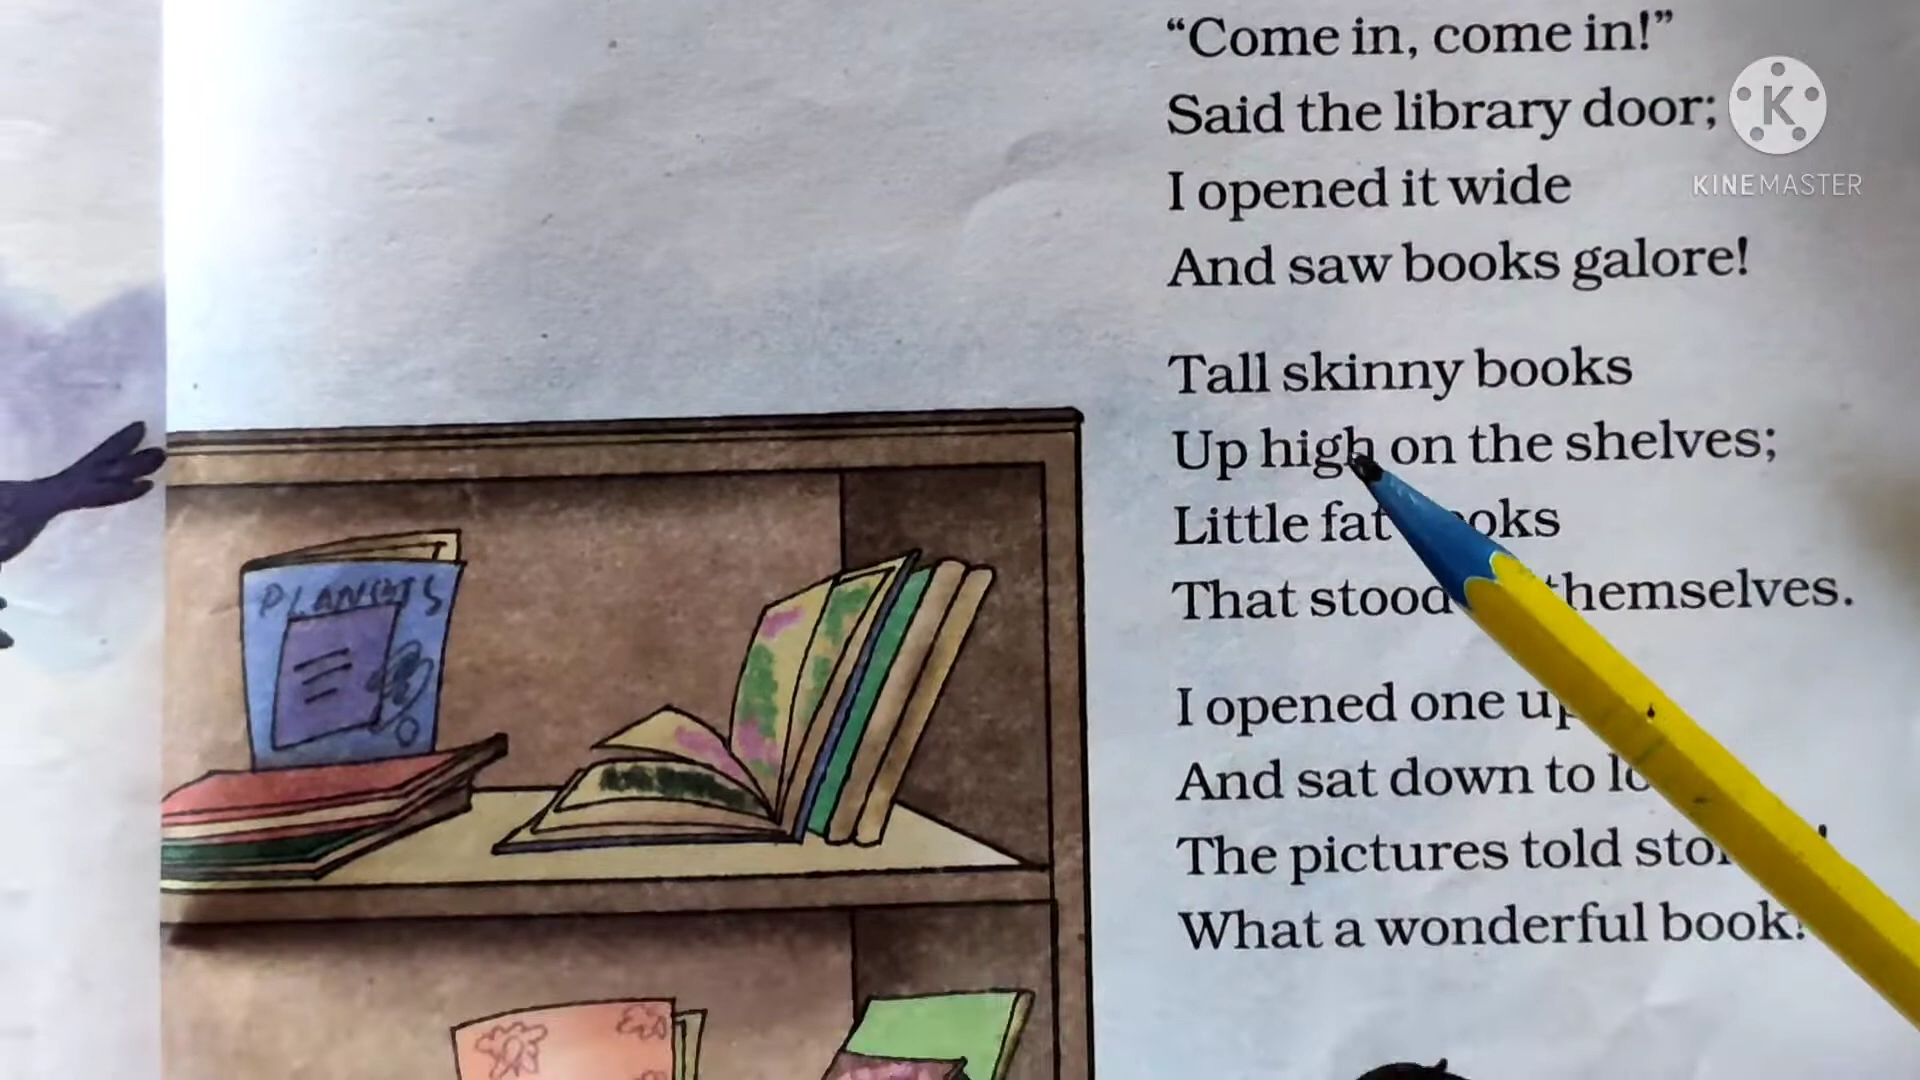 “Come in, come in!”
Said the library door;
I opened it wide
And saw books galore!
Tall skinny books
Up high on the shelves;
Little fat
That stood themselves.
I opened one
And sat down to
The pictures told
What a wonderful book!
K
KINEMASTER
PLANETS